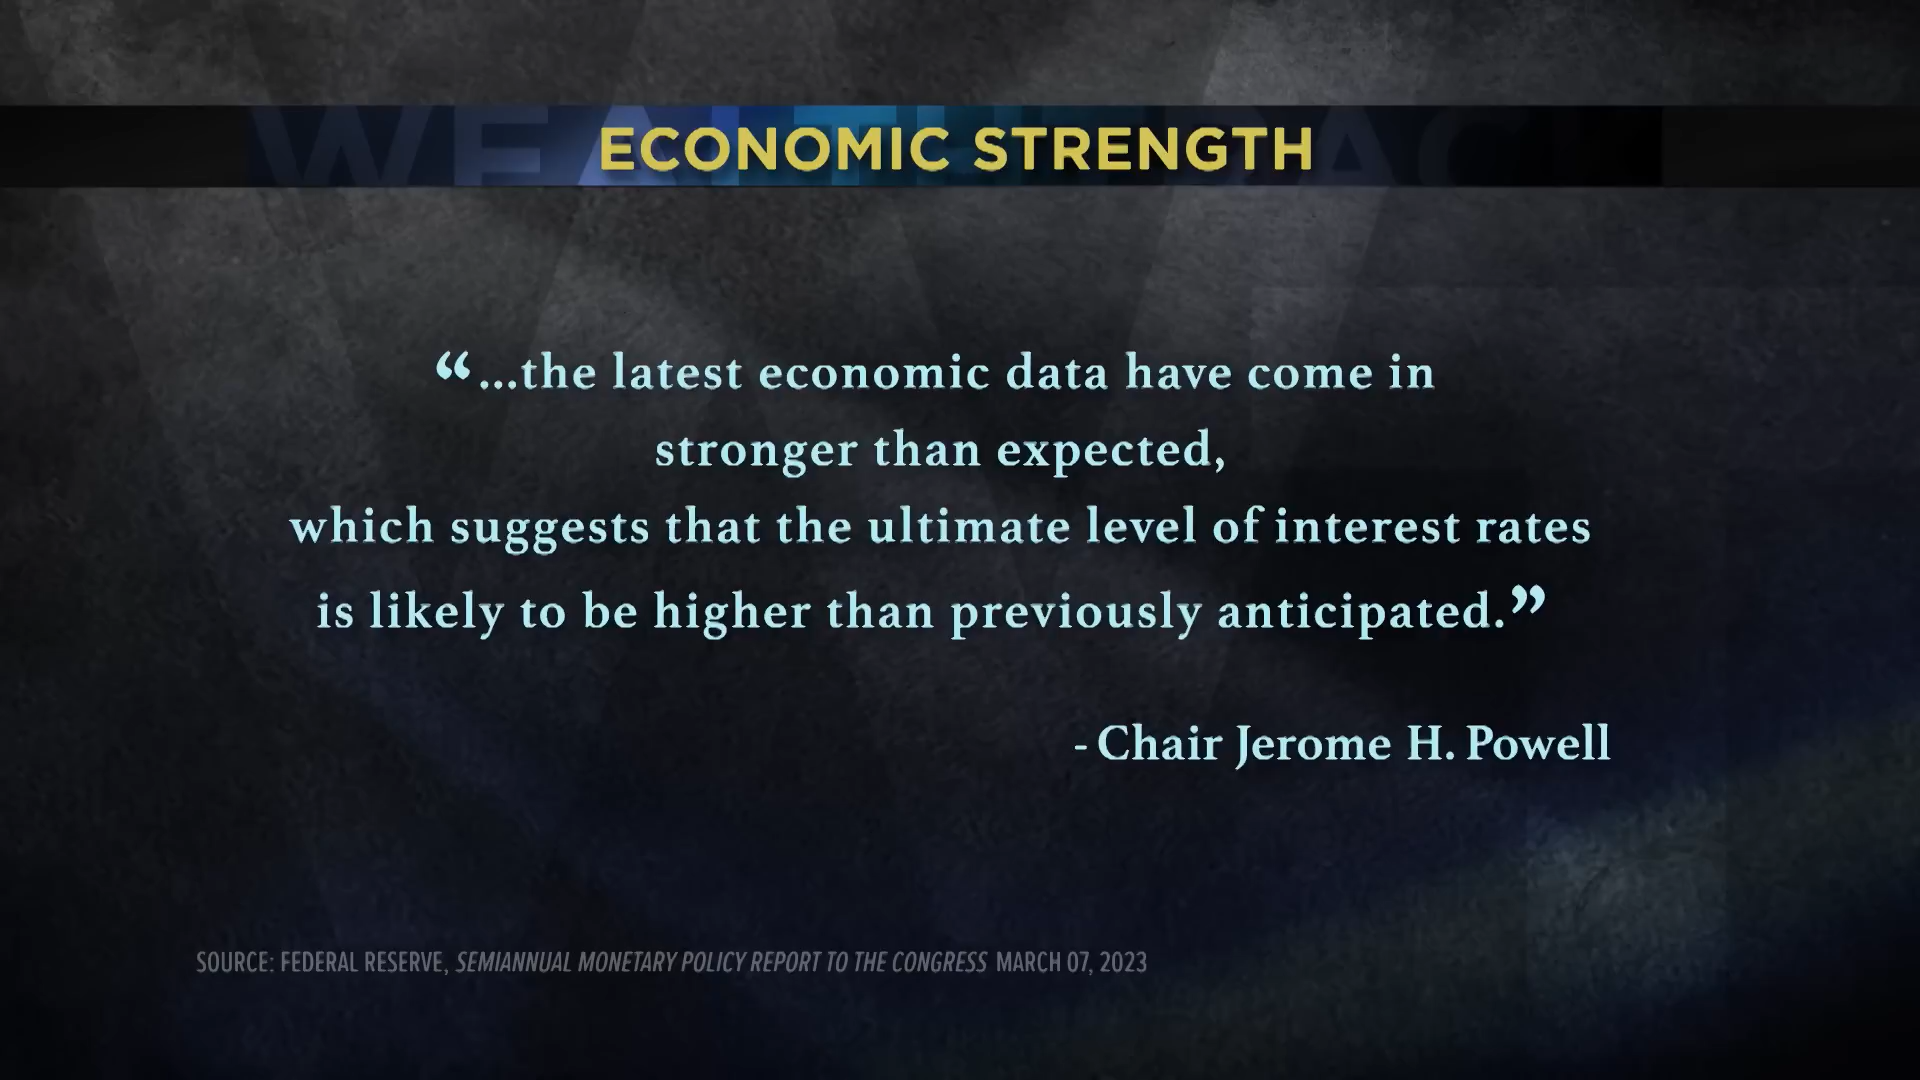 ECONOMIC STRENGTH
“...the latest economic data have come in
stronger than expected,
which suggests that the ultimate level of interest rates
is likely to be higher than previously anticipated.”
- Chair Jerome H. Powell
SOURCE: FEDERAL RESERVE, SEMIANNUAL MONETARY POLICY REPORT TO THE CONGRESS MARCH 07, 2023